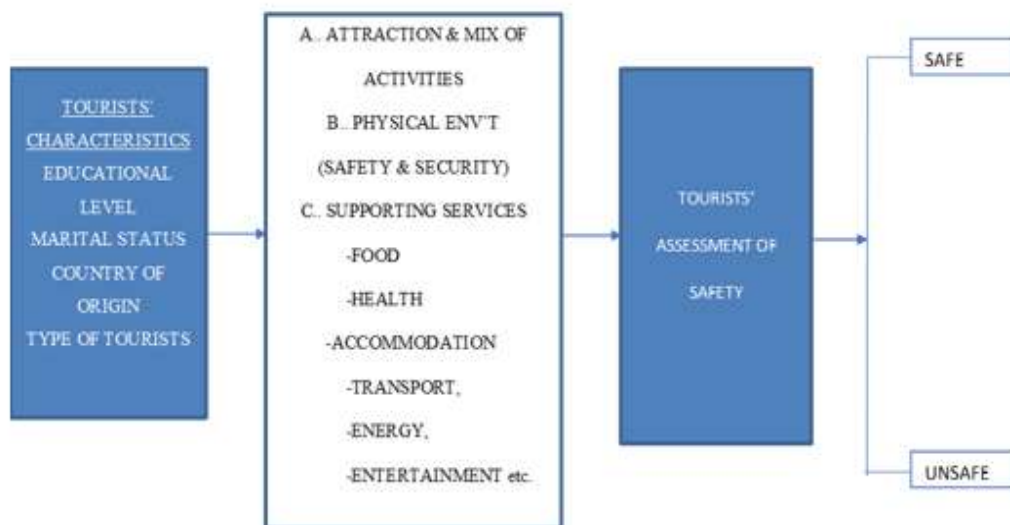 TOURISTS'
CHARACTERISTICS
EDUCATIONAL
LEVEL
MARITAL STATUS
COUNTRY OF
ORIGIN
TYPE OF TOURISTS
A.. ATTRACTION & MIX OF
ACTIVITIES
B.. PHYSICAL ENV'T
(SAFETY & SECURITY)
C.. SUPPORTING SERVICES
-FOOD
-HEALTH
-ACCOMMODATION
-TRANSPORT,
-ENERGY,
-ENTERTAINMENT etc.
TOURISTS'
ASSESSMENT OF
SAFETY
SAFE
UNSAFE